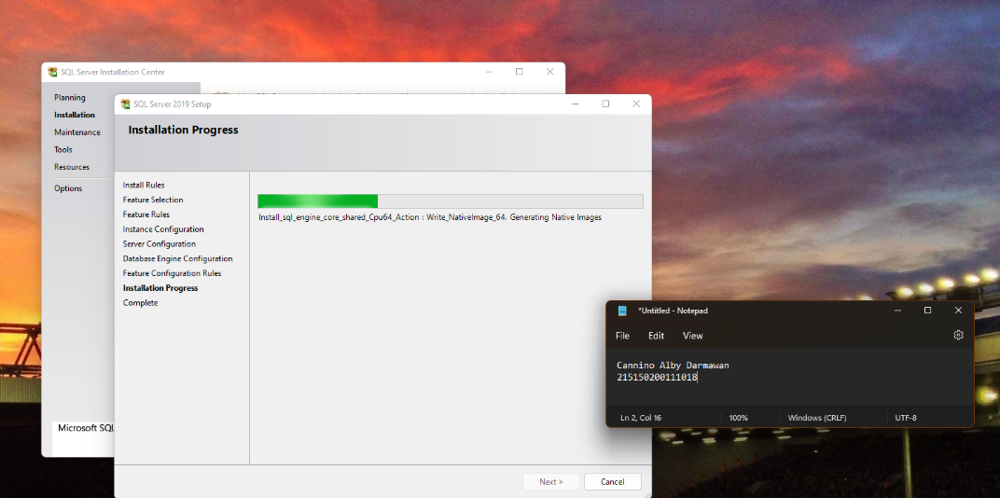 SQL Server Installation Center
Planning
Installation
Maintenance
Tools
Resources
Options
Microsoft SQL
SQL Server 2019 Setup
Installation Progress
Install Rules
Feature Selection
Feature Rules
Instance Configuration
Server Configuration
Database Engine Configuration
Feature Configuration Rules
Installation Progress
Complete
Install_sql_engine_core_shared_Cpu64_Action : Write_NativeImage_64. Generating Native Images
Next >
Cancel
*Untitled - Notepad
File Edit View
Cannino Alby Darmawan
215150200111018
Ln 2, Col 16 100% Windows (CRLF) UTF-8